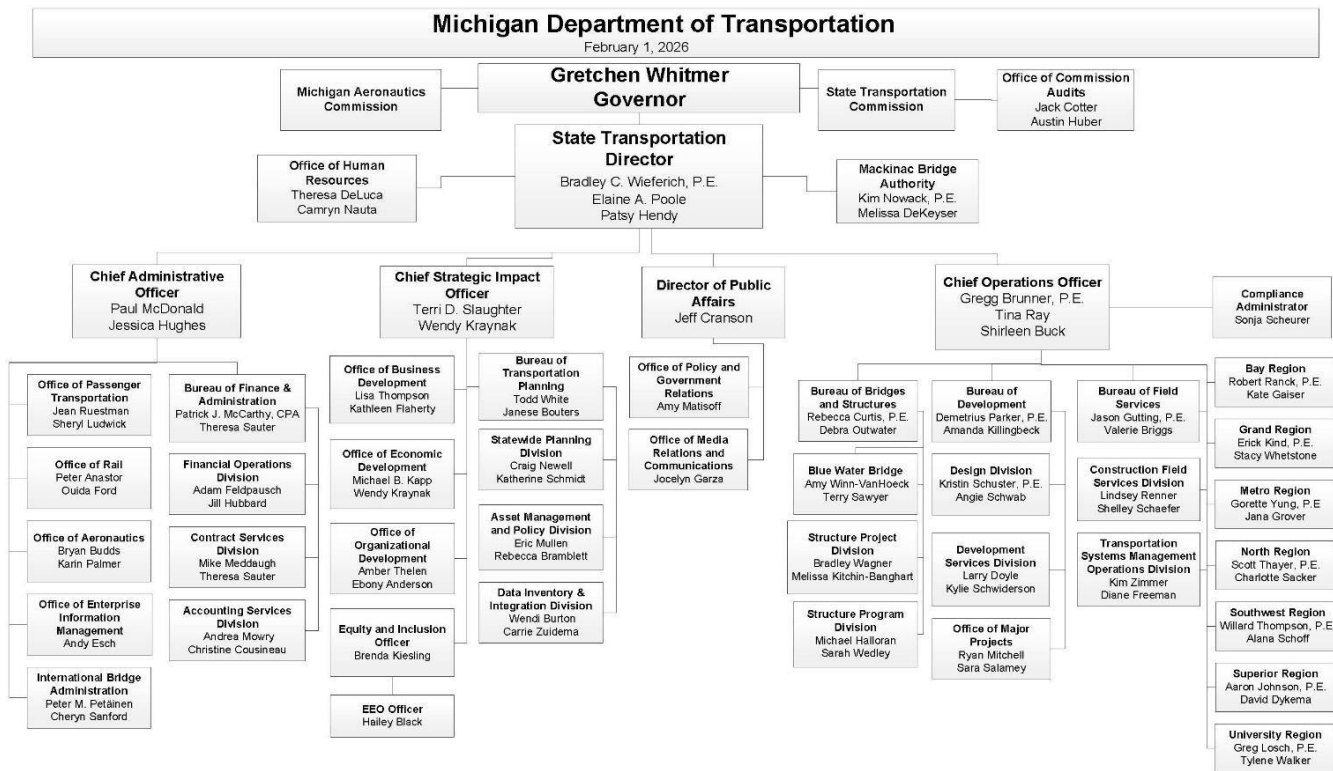 Michigan Department of Transportation
February 1, 2026
Michigan Aeronautics
Commission
Gretchen Whitmer
Governor
State Transportation
Commission
Office of Commission
Audits
Jack Cotter
Austin Huber
Office of Human
Resources
Theresa DeLuca
Camryn Nauta
State Transportation
Director
Bradley C. Wieferich, P.E.
Elaine A. Poole
Patsy Hendy
Mackinac Bridge
Authority
Kim Nowack, P.E.
Melissa DeKeyser
Chief Administrative
Officer
Paul McDonald
Jessica Hughes
Chief Strategic Impact
Officer
Terri D. Slaughter
Wendy Kraynak
Director of Public
Affairs
Jeff Cranson
Chief Operations Officer
Gregg Brunner, P.E.
Tina Ray
Shirleen Buck
Compliance
Administrator
Sonja Scheurer
Office of Passenger
Transportation
Jean Ruestman
Sheryl Ludwick
Office of Rail
Peter Anastor
Ouida Ford
Office of Aeronautics
Bryan Budds
Karin Palmer
Office of Enterprise
Information
Management
Andy Esch
International Bridge
Administration
Peter M. Petäinen
Cheryn Sanford
Bureau of Finance &
Administration
Patrick J. McCarthy, CPA
Theresa Sauter
Financial Operations
Division
Adam Feldpausch
Jill Hubbard
Contract Services
Division
Mike Meddaugh
Theresa Sauter
Accounting Services
Division
Andrea Mowry
Christine Cousineau
Office of Business
Development
Lisa Thompson
Kathleen Flaherty
Office of Economic
Development
Michael B. Kapp
Wendy Kraynak
Office of
Organizational
Development
Amber Thelen
Ebony Anderson
Equity and Inclusion
Officer
Brenda Kiesling
EEO Officer
Hailey Black
Bureau of
Transportation
Planning
Todd White
Janese Bouters
Statewide Planning
Division
Craig Newell
Katherine Schmidt
Asset Management
and Policy Division
Eric Mullen
Rebecca Bramblett
Data Inventory &
Integration Division
Wendi Burton
Carrie Zuidema
Office of Policy and
Government
Relations
Amy Matisoff
Office of Media
Relations and
Communications
Jocelyn Garza
Bureau of Bridges
and Structures
Rebecca Curtis, P.E.
Debra Outwater
Blue Water Bridge
Amy Winn-VanHoeck
Terry Sawyer
Structure Project
Division
Bradley Wagner
Melissa Kitchin-Banghart
Structure Program
Division
Michael Halloran
Sarah Wedley
Bureau of
Development
Demetrius Parker, P.E.
Amanda Killingbeck
Design Division
Kristin Schuster, P.E.
Angie Schwab
Development
Services Division
Larry Doyle
Kylie Schwiderson
Office of Major
Projects
Ryan Mitchell
Sara Salamey
Bureau of Field
Services
Jason Gutting, P.E.
Valerie Briggs
Construction Field
Services Division
Lindsey Renner
Shelley Schaefer
Transportation
Systems Management
Operations Division
Kim Zimmer
Diane Freeman
Bay Region
Robert Ranck, P.E.
Kate Gaiser
Grand Region
Erick Kind, P.E.
Stacy Whetstone
Metro Region
Gorette Yung, P.E
Jana Grover
North Region
Scott Thayer, P.E.
Charlotte Sacker
Southwest Region
Willard Thompson, P.E
Alana Schoff
Superior Region
Aaron Johnson, P.E.
David Dykema
University Region
Greg Losch, P.E.
Tylene Walker